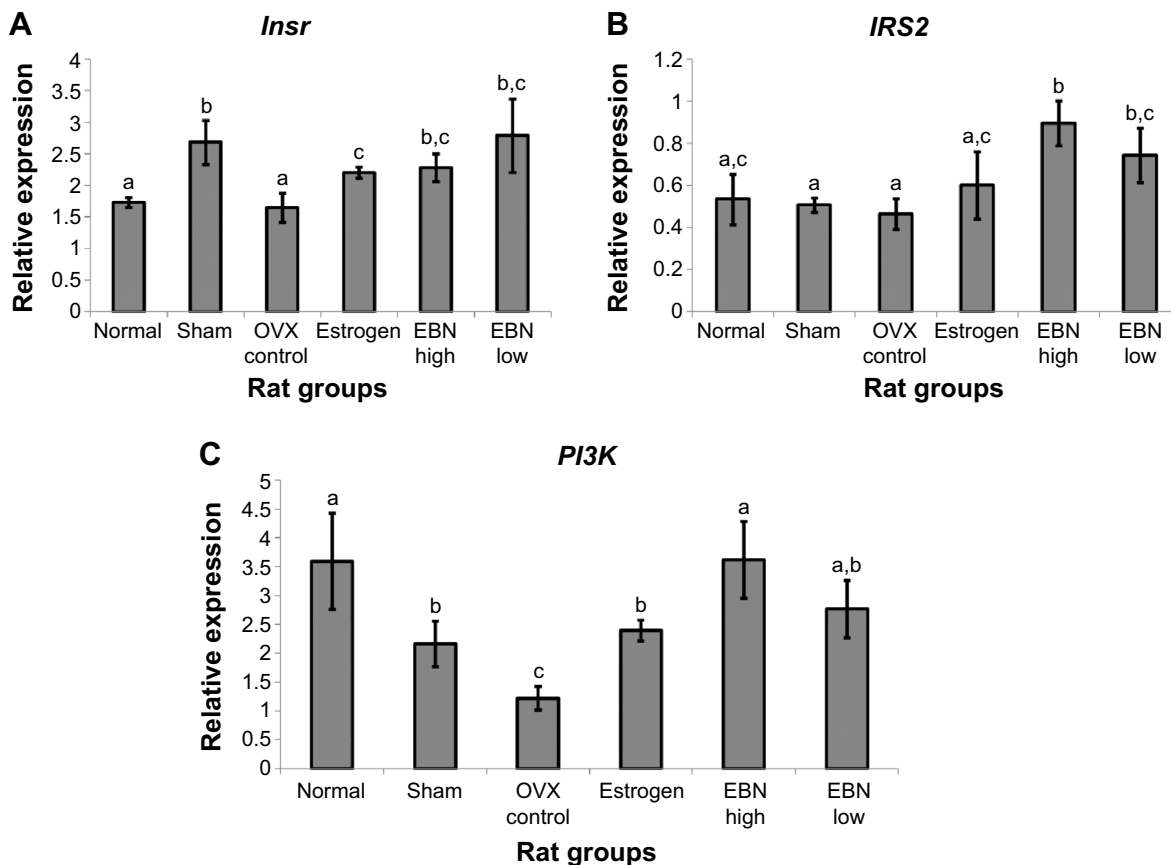 A
Insr
Relative expression
4
3.5
3
2.5
2
1.5
1
0.5
0
a
b
a
c
b,c
b,c
Normal
Sham
OVX
control
Estrogen
EBN
high
EBN
low
Rat groups
B
IRS2
Relative expression
1.2
1
0.8
0.6
0.4
0.2
0
a,c
a
a
a,c
b
b,c
Normal
Sham
OVX
control
Estrogen
EBN
high
EBN
low
Rat groups
C
PI3K
Relative expression
5
4.5
4
3.5
3
2.5
2
1.5
1
0.5
0
a
b
c
b
a
a,b
Normal
Sham
OVX
control
Estrogen
EBN
high
EBN
low
Rat groups